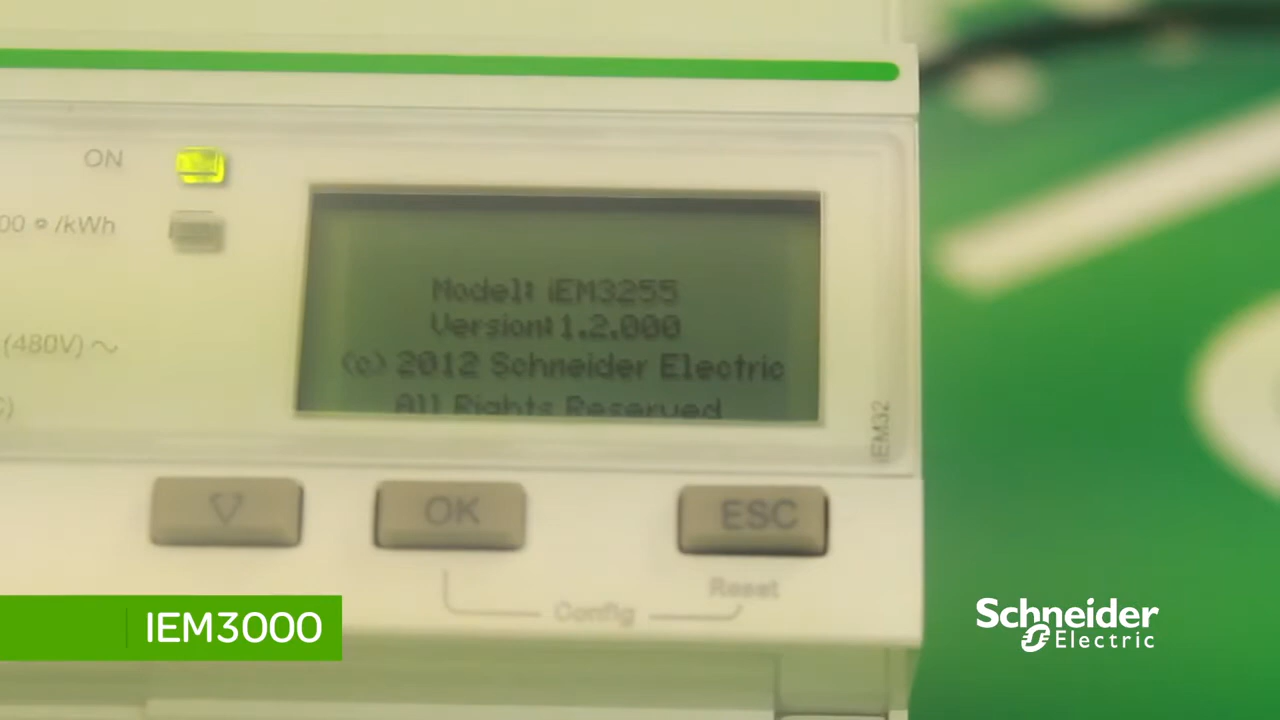 ON
00 /kWh
Model: iEM3255
Version: 1.2.000
(c) 2012 Schneider Electric
All Rights Reserved
(480V) ~
C)
iEM32
OK
ESC
Reset
Config
IEM3000
Schneider
Electric